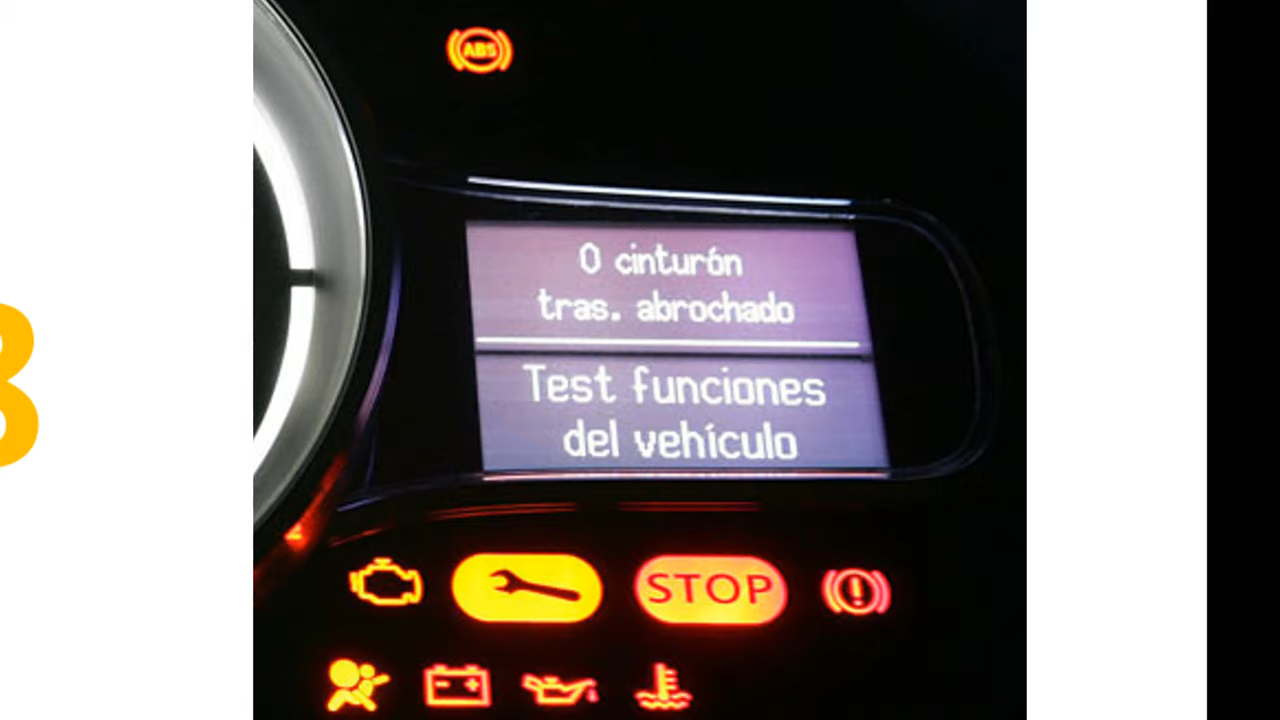 ABS
0 cinturón
tras. abrochado
Test funciones
del vehículo
STOP